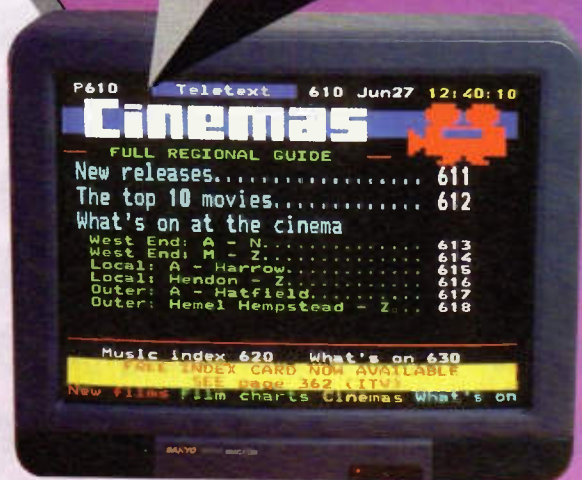 P610 Teletext 610 Jun27 12:40:10
Cinemas
FULL REGIONAL GUIDE
New releases.................. 611
The top 10 movies............. 612
What's on at the cinema
West End: A - N............... 613
West End: M - Z............... 614
Local: A - Harrow............. 615
Local: Hendon - Z............. 616
Outer: A - Hatfield........... 617
Outer: Hemel Hempstead - Z... 618
Music index 620 What's on 630
FREE INDEX CARD NOW AVAILABLE
SEE page 362 (ITV)
New films Film charts Cinemas What's on
SANYO